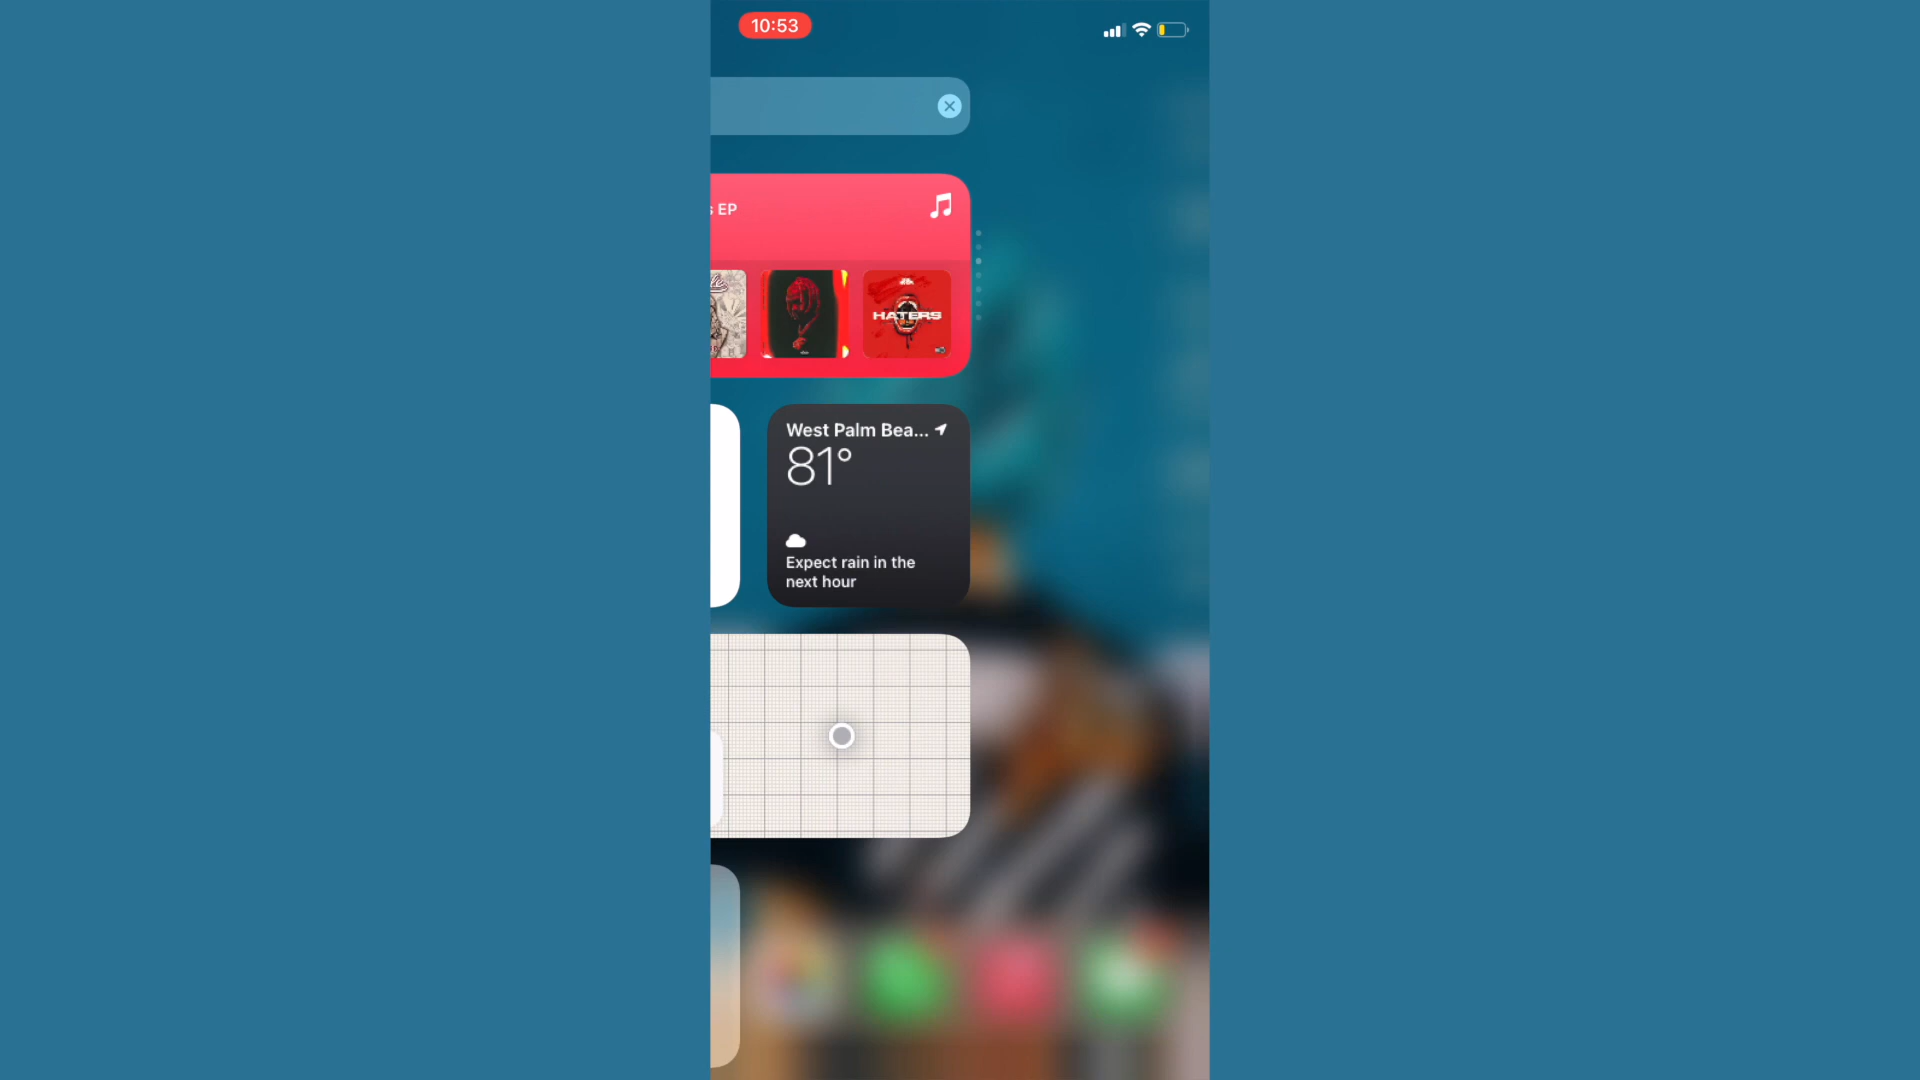 10:53
s EP
HATERS
West Palm Bea...
81°
Expect rain in the
next hour